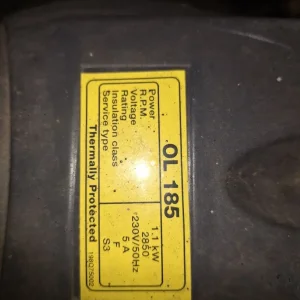 OL 185
Power 1.1 kW
R.P.M. 2850
Voltage 230V/50Hz
Rating 5 A
Insulation class F
Service type S3
Thermally Protected
198Q75002